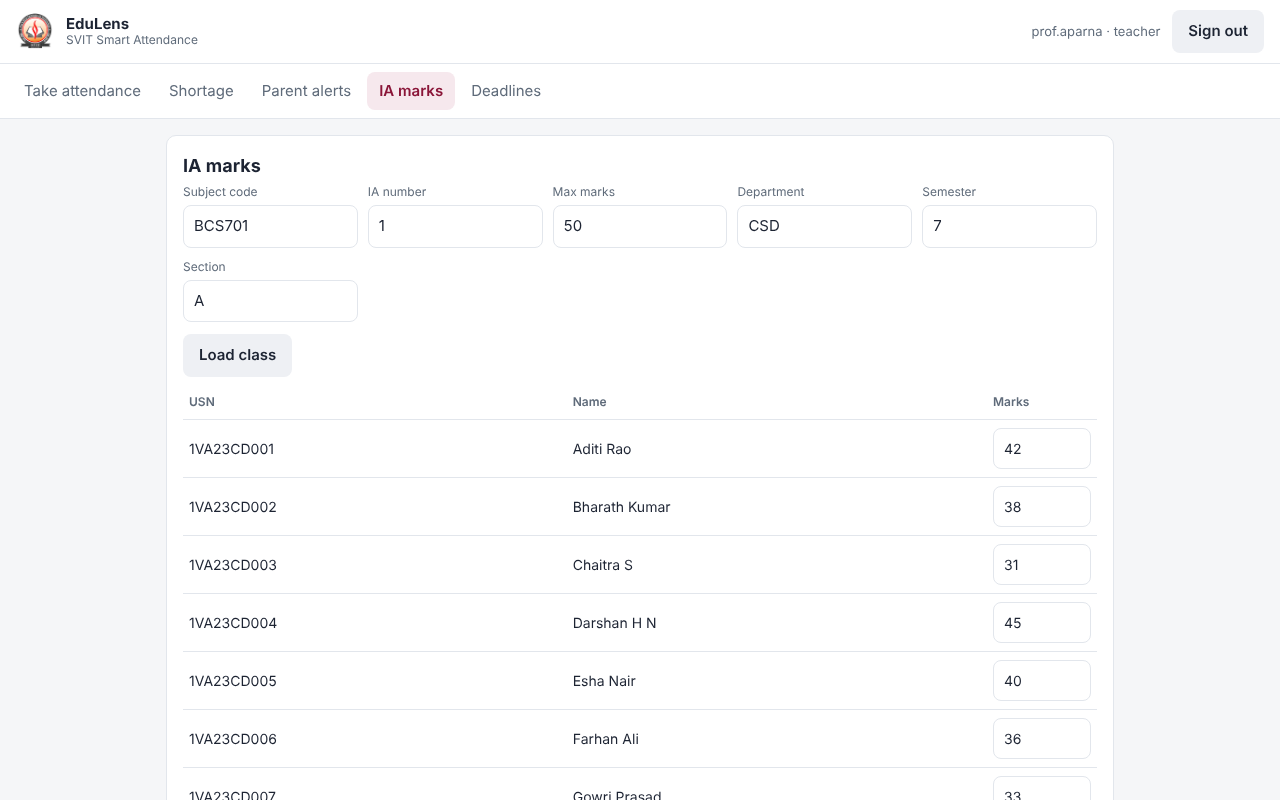 EduLens
SVIT Smart Attendance
prof.aparna · teacher
Sign out
Take attendance Shortage Parent alerts IA marks Deadlines
IA marks
Subject code IA number Max marks Department Semester
BCS701 1 50 CSD 7
Section
A
Load class
USN Name Marks
1VA23CD001 Aditi Rao 42
1VA23CD002 Bharath Kumar 38
1VA23CD003 Chaitra S 31
1VA23CD004 Darshan H N 45
1VA23CD005 Esha Nair 40
1VA23CD006 Farhan Ali 36
1VA23CD007 Gowri Prasad 33